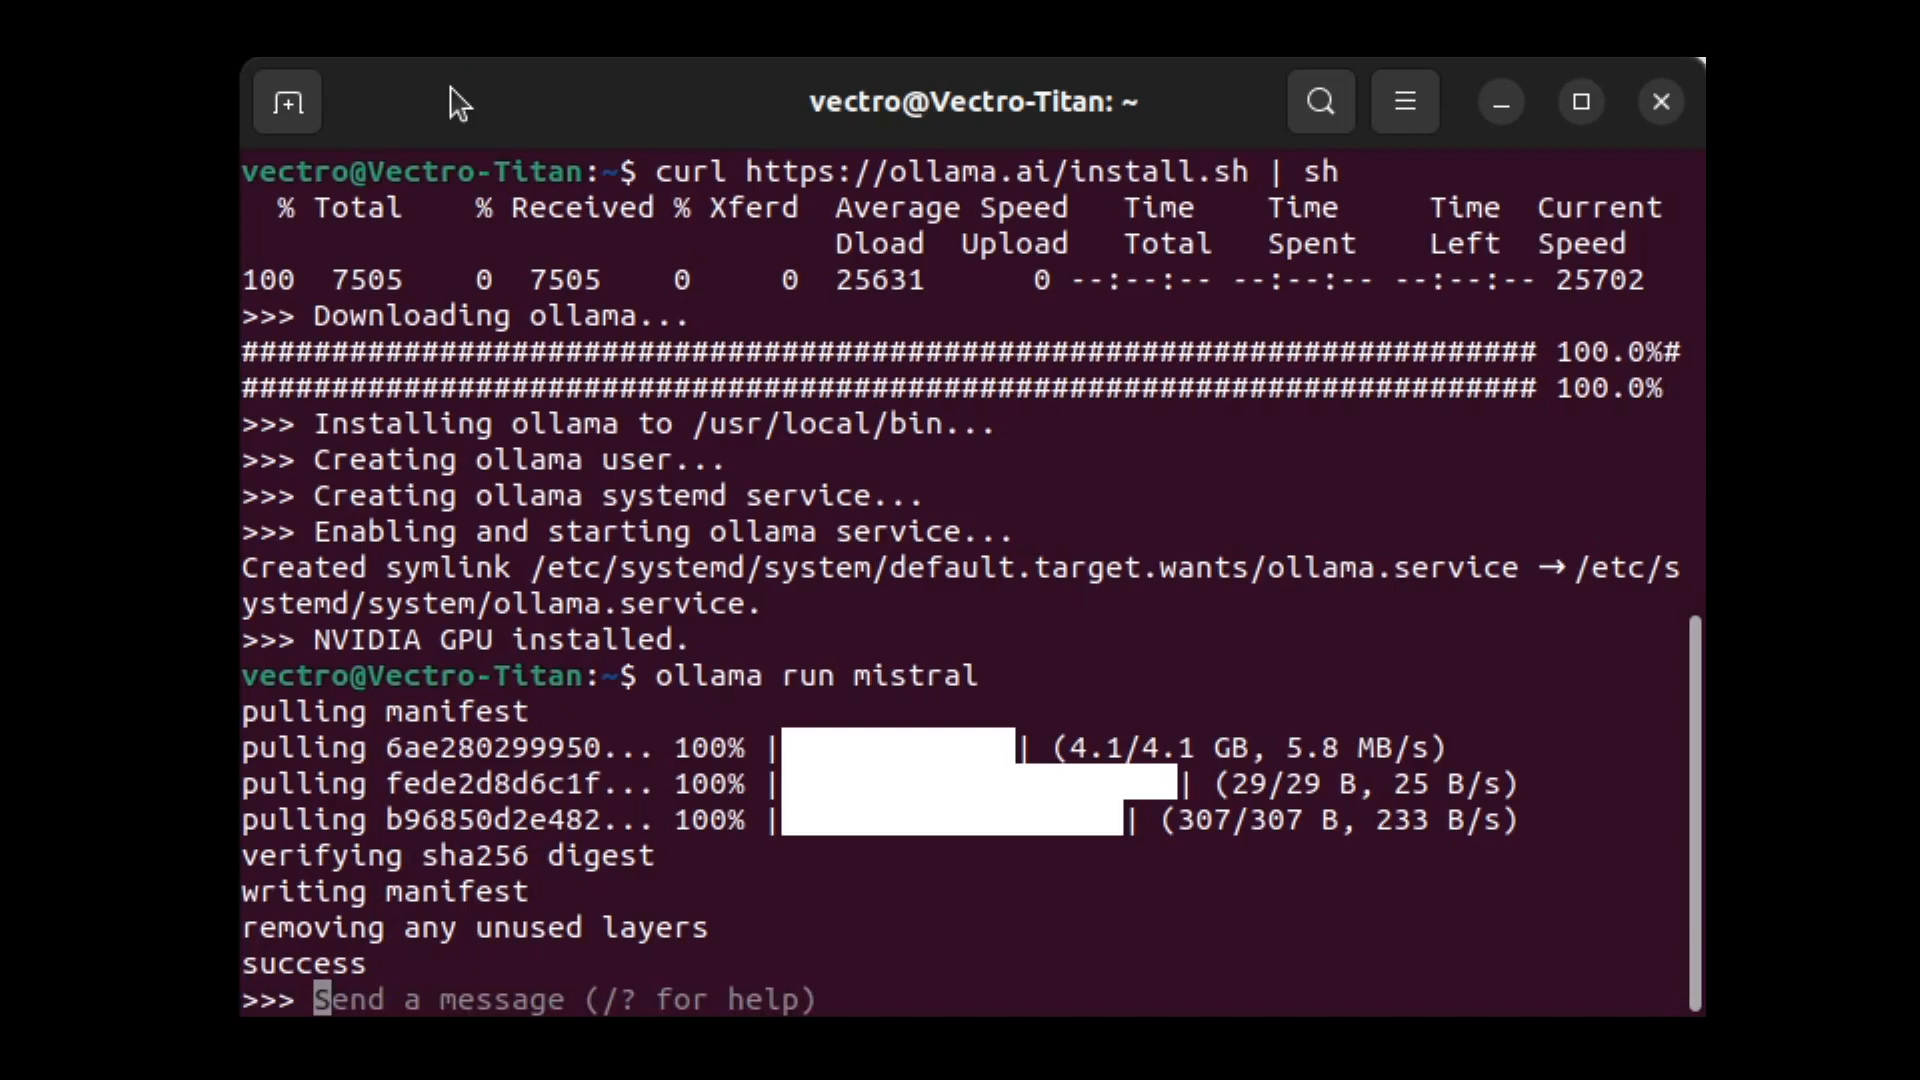 vectro@Vectro-Titan: ~
vectro@Vectro-Titan:~$ curl https://ollama.ai/install.sh | sh
  % Total    % Received % Xferd  Average Speed   Time    Time     Time  Current
                                 Dload  Upload   Total   Spent    Left  Speed
100  7505    0  7505    0     0  25631      0 --:--:-- --:--:-- --:--:-- 25702
>>> Downloading ollama...
######################################################################## 100.0%#
######################################################################## 100.0%
>>> Installing ollama to /usr/local/bin...
>>> Creating ollama user...
>>> Creating ollama systemd service...
>>> Enabling and starting ollama service...
Created symlink /etc/systemd/system/default.target.wants/ollama.service → /etc/s
ystemd/system/ollama.service.
>>> NVIDIA GPU installed.
vectro@Vectro-Titan:~$ ollama run mistral
pulling manifest
pulling 6ae280299950... 100% |             | (4.1/4.1 GB, 5.8 MB/s)
pulling fede2d8d6c1f... 100% |                      | (29/29 B, 25 B/s)
pulling b96850d2e482... 100% |                   | (307/307 B, 233 B/s)
verifying sha256 digest
writing manifest
removing any unused layers
success
>>> Send a message (/? for help)